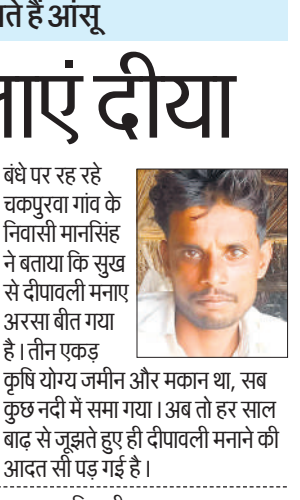 ते हैं आंसू
लाएं दीया
बंधे पर रह रहे
चकपुरवा गांव के
निवासी मानसिंह
ने बताया कि सुख
से दीपावली मनाए
अरसा बीत गया
है। तीन एकड़
कृषि योग्य जमीन और मकान था, सब
कुछ नदी में समा गया। अब तो हर साल
बाढ़ से जूझते हुए ही दीपावली मनाने की
आदत सी पड़ गई है।